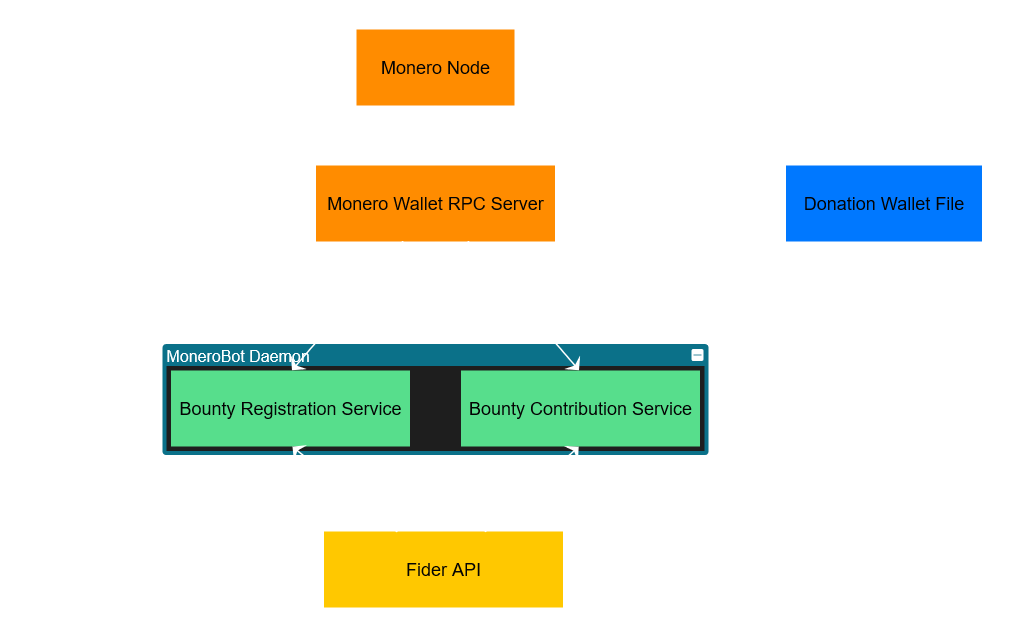 Monero Node
Monero Wallet RPC Server
Donation Wallet File
MoneroBot Daemon
Bounty Registration Service
Bounty Contribution Service
Fider API